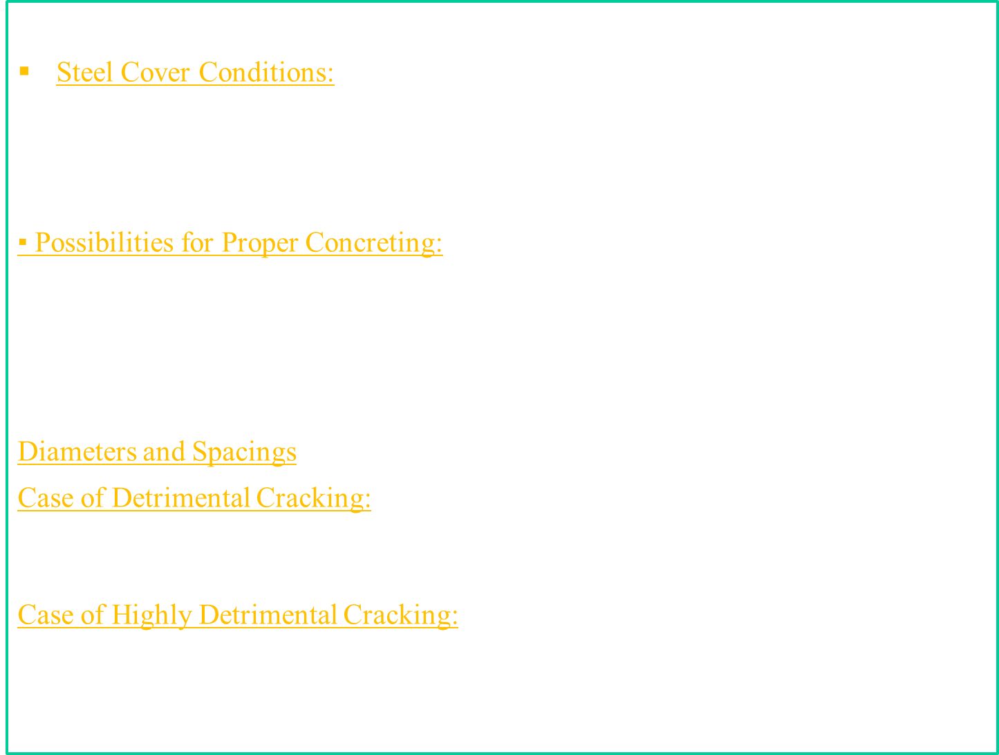 ▪ Steel Cover Conditions:
▪ Possibilities for Proper Concreting:
Diameters and Spacings
Case of Detrimental Cracking:
Case of Highly Detrimental Cracking: